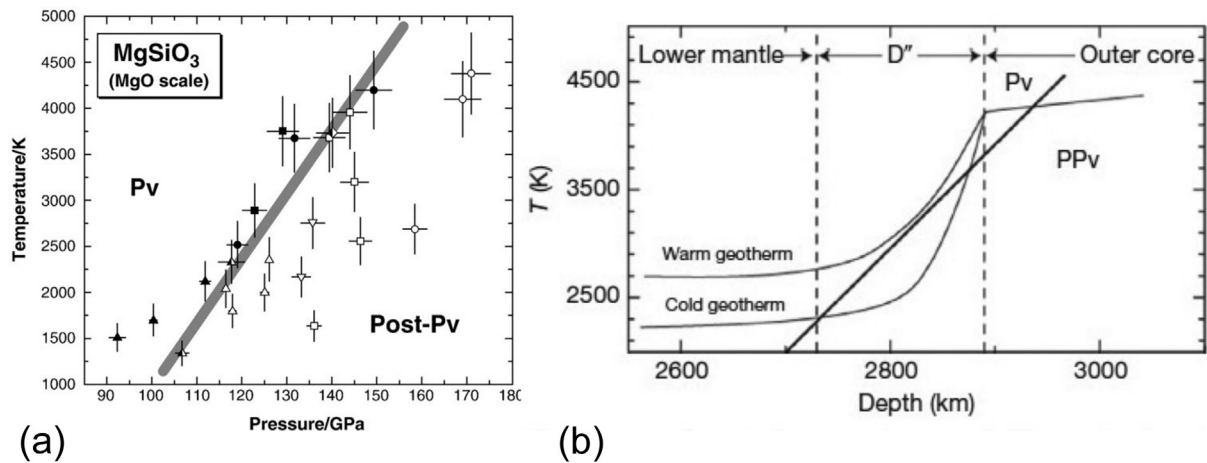 5000
4500
4000
3500
3000
2500
2000
1500
1000
Temperature/K
MgSiO₃
(MgO scale)
Pv
Post-Pv
90 100 110 120 130 140 150 160 170 180
Pressure/GPa
(a)
Lower mantle D″ Outer core
4500
3500
2500
T (K)
Pv
PPv
Warm geotherm
Cold geotherm
2600 2800 3000
Depth (km)
(b)